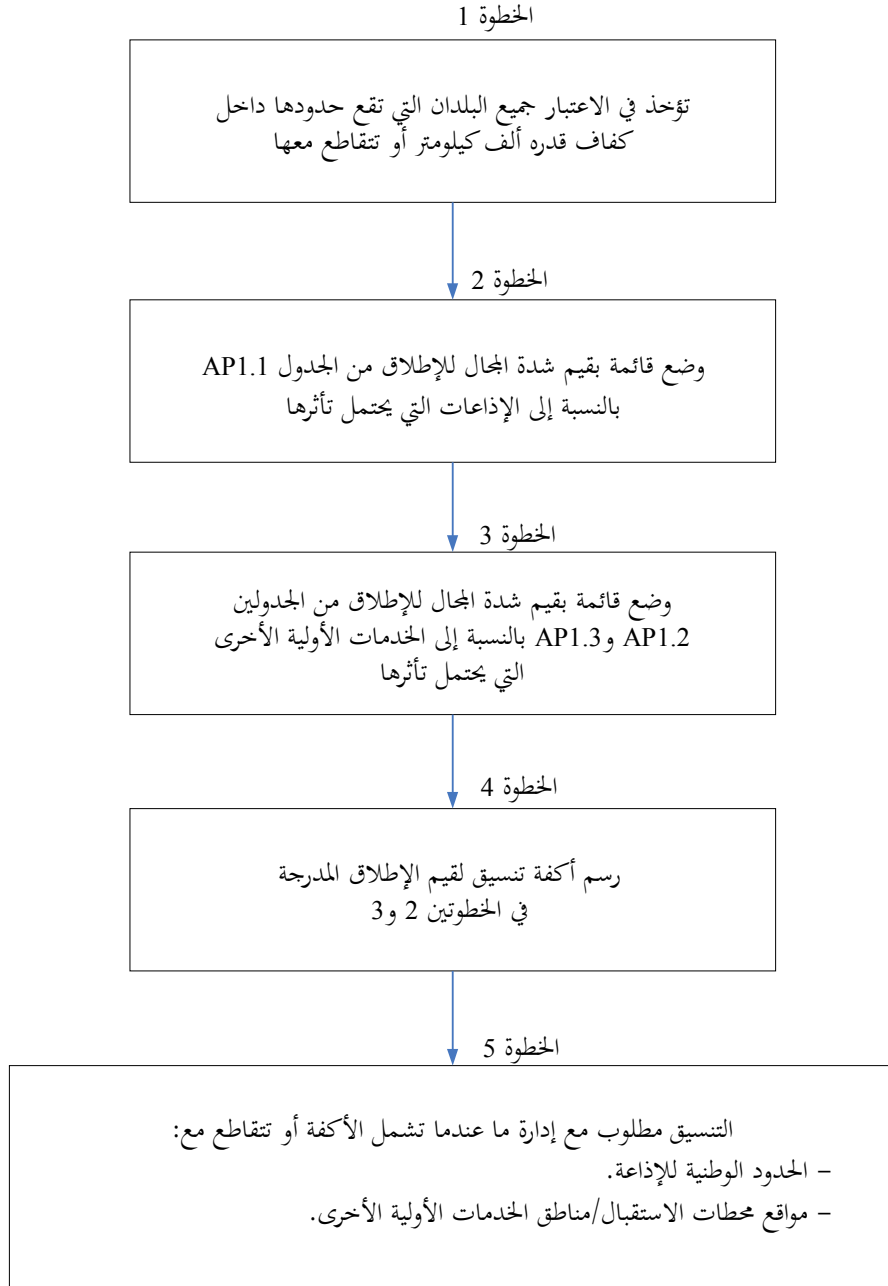 الخطوة 1
تؤخذ في الاعتبار جميع البلدان التي تقع حدودها داخل
كفاف قدره ألف كيلومتر أو تتقاطع معها
الخطوة 2
وضع قائمة بقيم شدة المجال للإطلاق من الجدول AP1.1
بالنسبة إلى الإذاعات التي يحتمل تأثرها
الخطوة 3
وضع قائمة بقيم شدة المجال للإطلاق من الجدولين
AP1.2 وAP1.3 بالنسبة إلى الخدمات الأولية الأخرى
التي يحتمل تأثرها
الخطوة 4
رسم أكفة تنسيق لقيم الإطلاق المدرجة
في الخطوتين 2 و3
الخطوة 5
التنسيق مطلوب مع إدارة ما عندما تشمل الأكفة أو تتقاطع مع:
– الحدود الوطنية للإذاعة.
– مواقع محطات الاستقبال/مناطق الخدمات الأولية الأخرى.